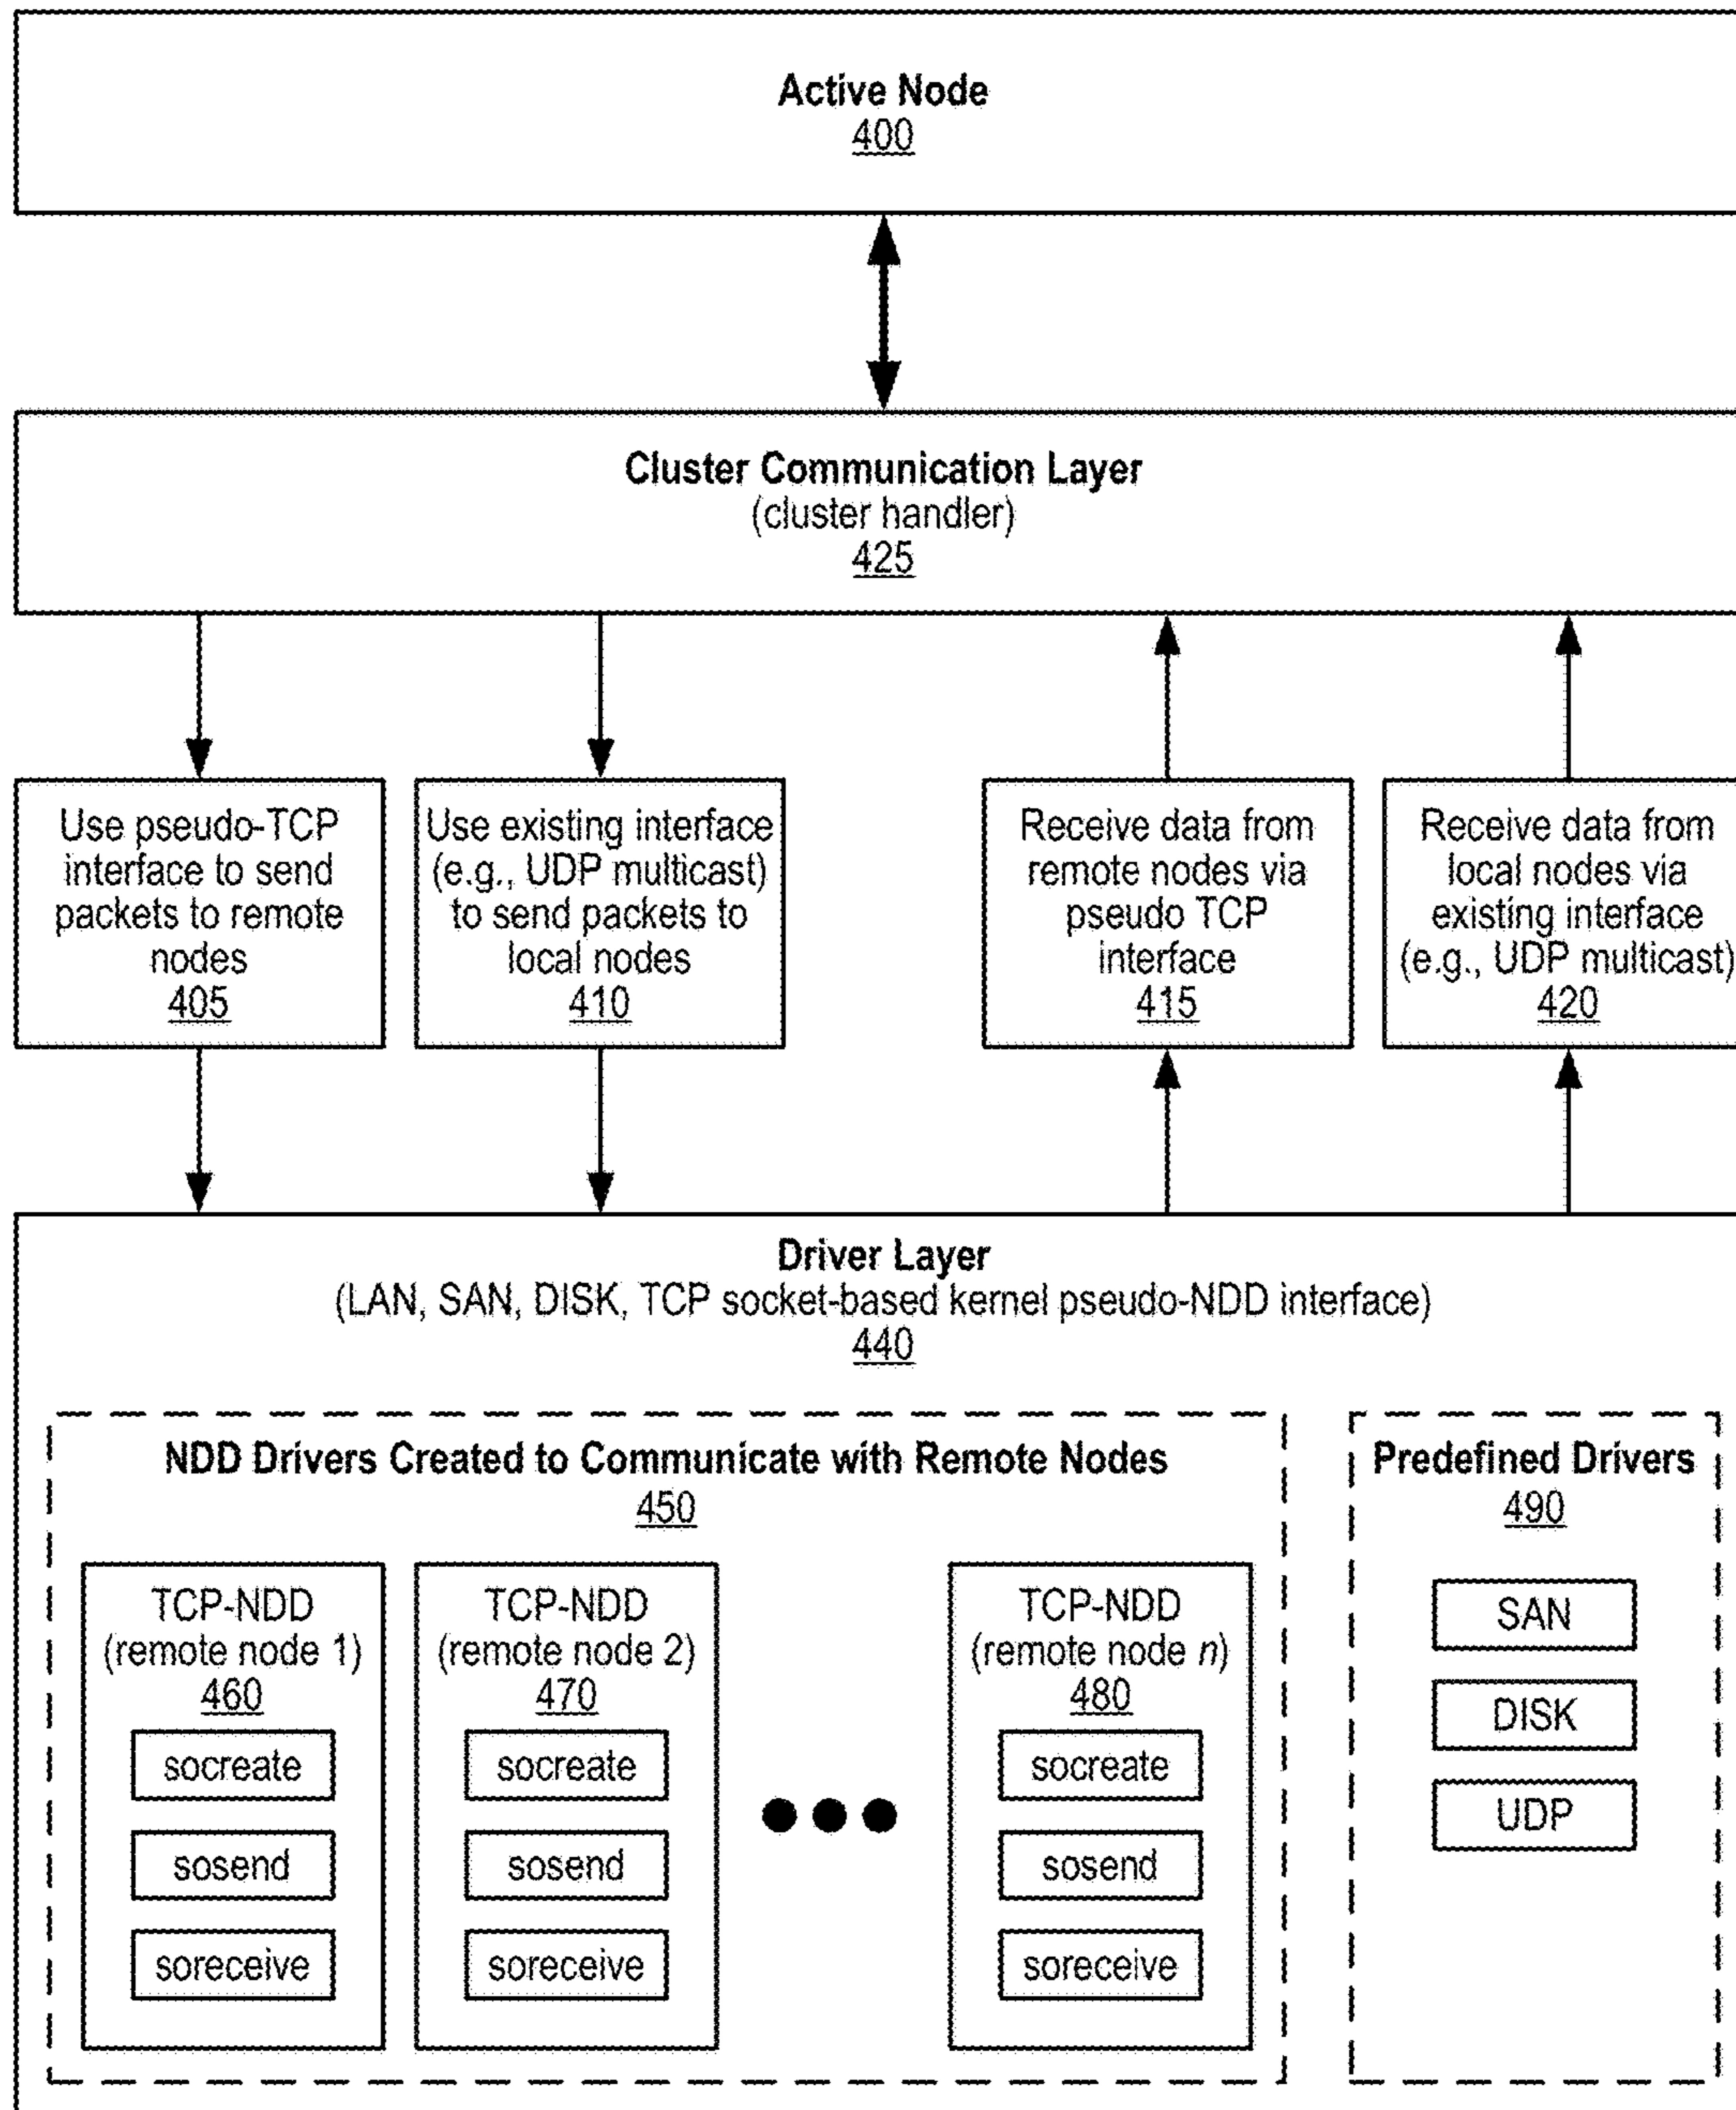 Active Node
400
Cluster Communication Layer
(cluster handler)
425
Use pseudo-TCP
interface to send
packets to remote
nodes
405
Use existing interface
(e.g., UDP multicast)
to send packets to
local nodes
410
Receive data from
remote nodes via
pseudo TCP
interface
415
Receive data from
local nodes via
existing interface
(e.g., UDP multicast)
420
Driver Layer
(LAN, SAN, DISK, TCP socket-based kernel pseudo-NDD interface)
440
NDD Drivers Created to Communicate with Remote Nodes
450
TCP-NDD
(remote node 1)
460
socreate
sosend
soreceive
TCP-NDD
(remote node 2)
470
socreate
sosend
soreceive
TCP-NDD
(remote node n)
480
socreate
sosend
soreceive
Predefined Drivers
490
SAN
DISK
UDP